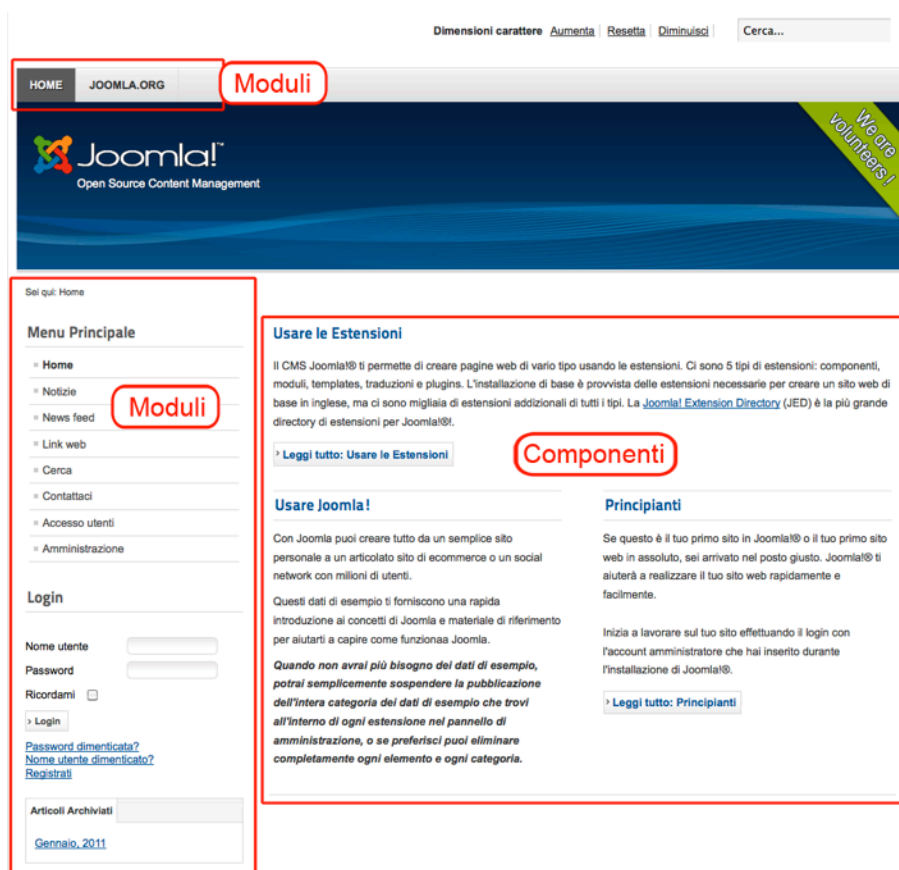 Dimensioni carattere Aumenta Resetta Diminuisci Cerca...
HOME JOOMLA.ORG Moduli
We are
volunteers!
Joomla!™
Open Source Content Management
Sei qui: Home
Menu Principale
Home
Notizie
News feed
Link web
Cerca
Contattaci
Accesso utenti
Amministrazione
Moduli
Login
Nome utente
Password
Ricordami
› Login
Password dimenticata?
Nome utente dimenticato?
Registrati
Articoli Archiviati
Gennaio, 2011
Usare le Estensioni
Il CMS Joomla!® ti permette di creare pagine web di vario tipo usando le estensioni. Ci sono 5 tipi di estensioni: componenti,
moduli, templates, traduzioni e plugins. L'installazione di base è provvista delle estensioni necessarie per creare un sito web di
base in inglese, ma ci sono migliaia di estensioni addizionali di tutti i tipi. La Joomla! Extension Directory (JED) è la più grande
directory di estensioni per Joomla!®!.
› Leggi tutto: Usare le Estensioni
Componenti
Usare Joomla!
Con Joomla puoi creare tutto da un semplice sito
personale a un articolato sito di ecommerce o un social
network con milioni di utenti.
Questi dati di esempio ti forniscono una rapida
introduzione ai concetti di Joomla e materiale di riferimento
per aiutarti a capire come funzionaa Joomla.
Quando non avrai più bisogno dei dati di esempio,
potrai semplicemente sospendere la pubblicazione
dell'intera categoria dei dati di esempio che trovi
all'interno di ogni estensione nel pannello di
amministrazione, o se preferisci puoi eliminare
completamente ogni elemento e ogni categoria.
Principianti
Se questo è il tuo primo sito in Joomla!® o il tuo primo sito
web in assoluto, sei arrivato nel posto giusto. Joomla!® ti
aiuterà a realizzare il tuo sito web rapidamente e
facilmente.
Inizia a lavorare sul tuo sito effettuando il login con
l'account amministratore che hai inserito durante
l'installazione di Joomla!®.
› Leggi tutto: Principianti